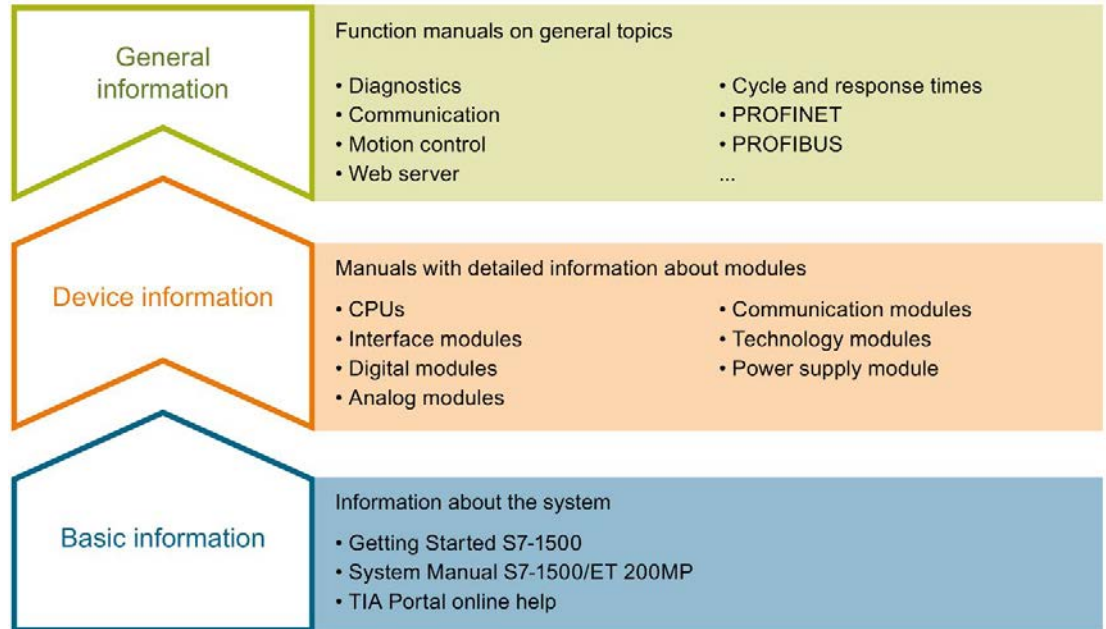 General
information
Function manuals on general topics
• Diagnostics
• Communication
• Motion control
• Web server
• Cycle and response times
• PROFINET
• PROFIBUS
...
Device information
Manuals with detailed information about modules
• CPUs
• Interface modules
• Digital modules
• Analog modules
• Communication modules
• Technology modules
• Power supply module
Basic information
Information about the system
• Getting Started S7-1500
• System Manual S7-1500/ET 200MP
• TIA Portal online help